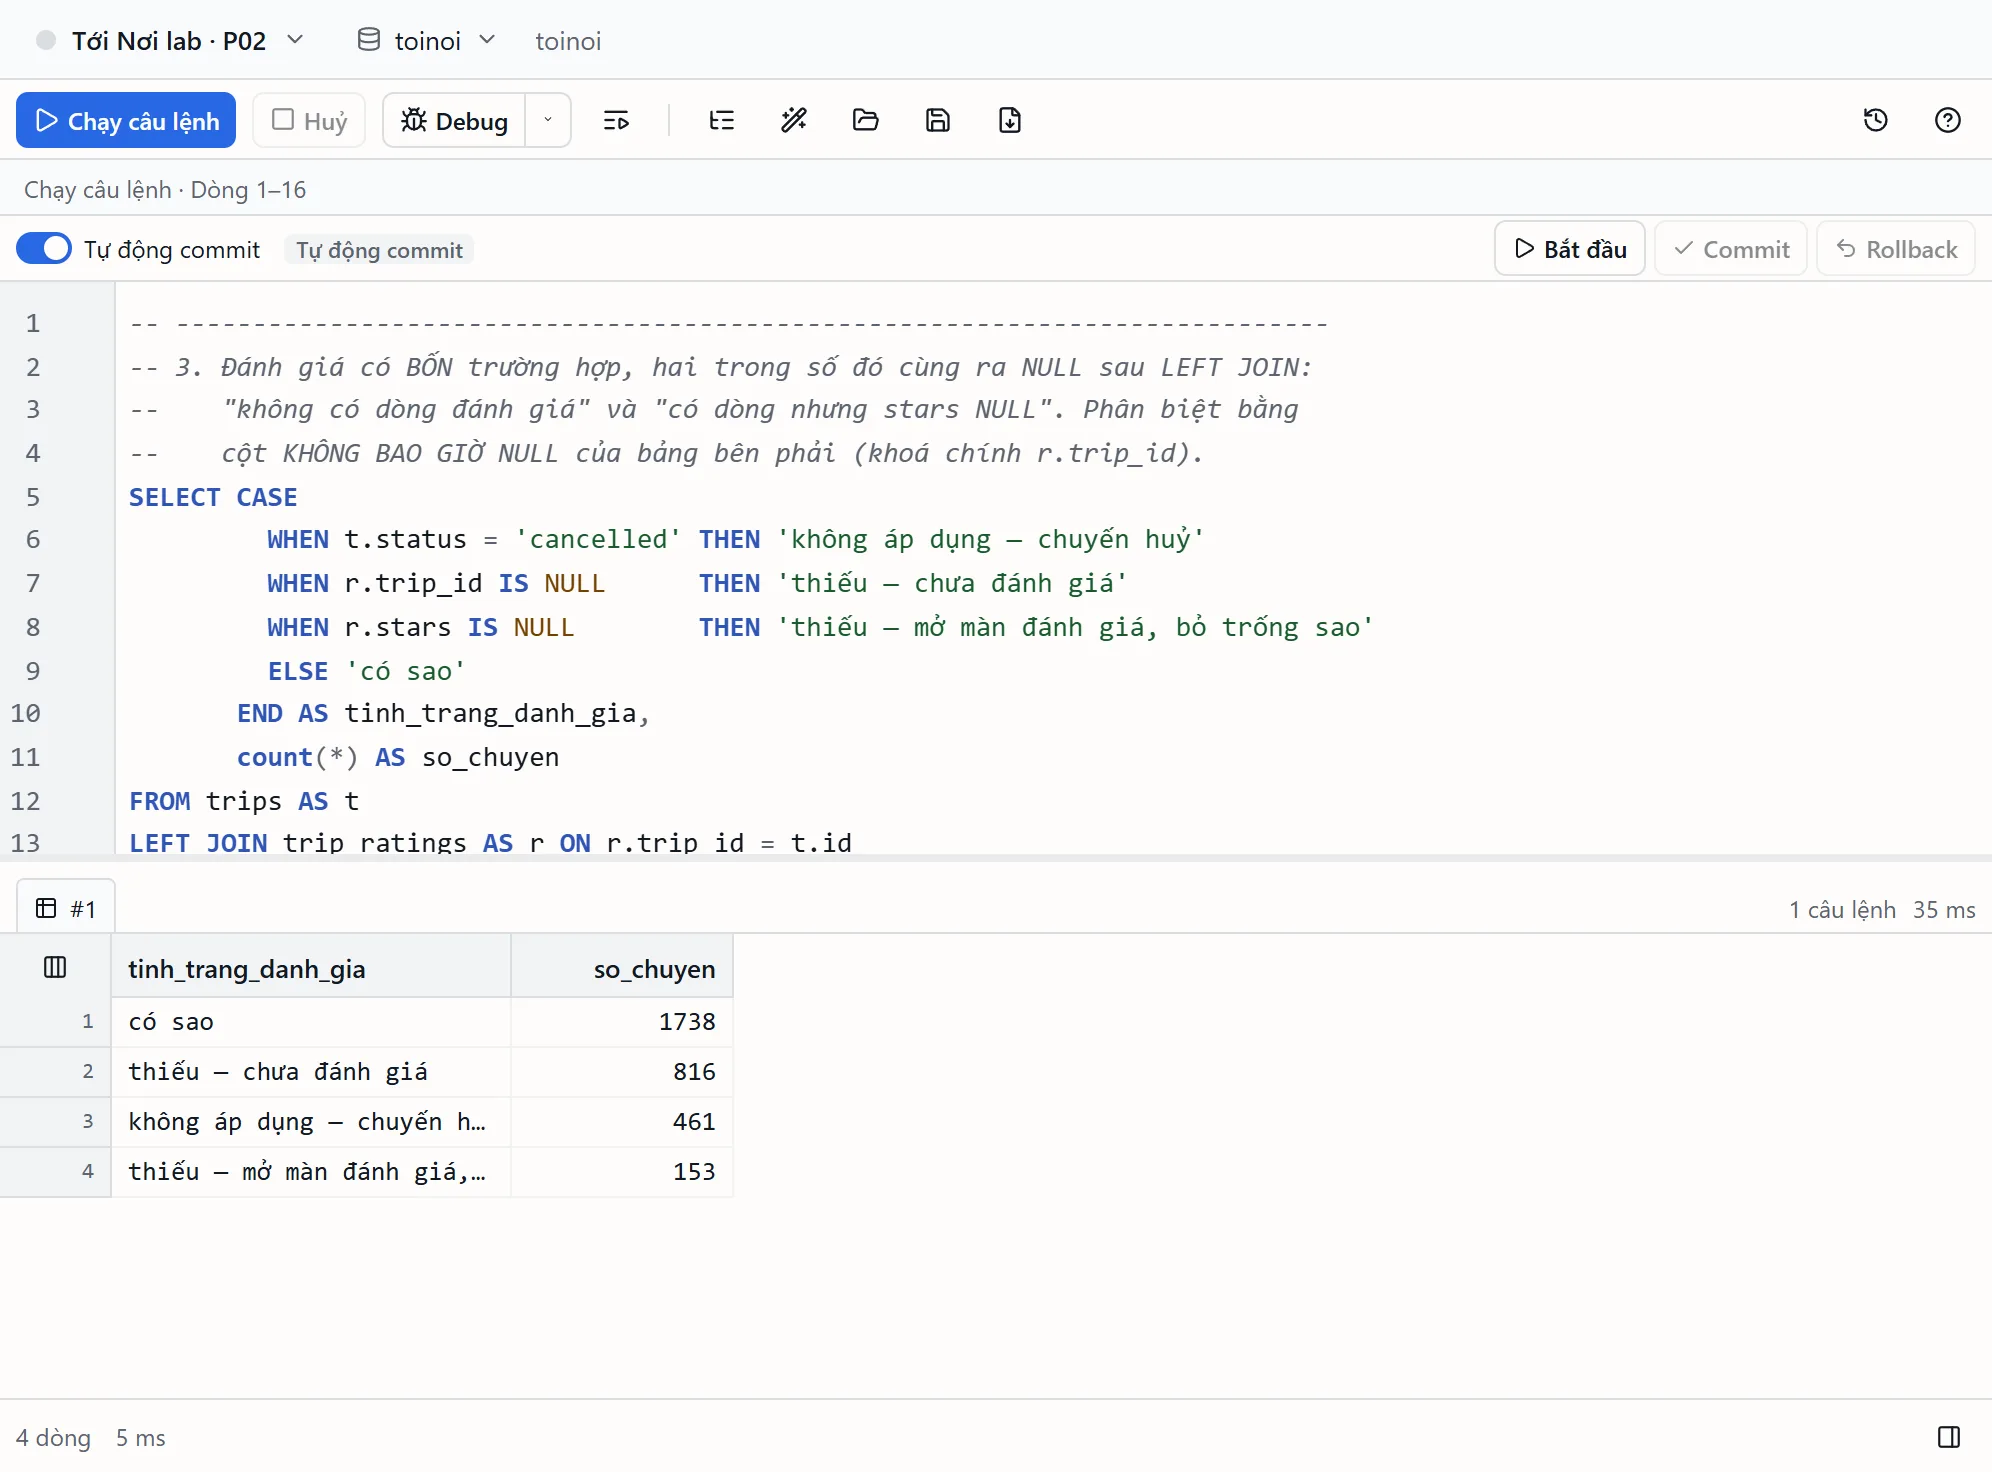 Tới Nơi lab · P02 toinoi toinoi
Chạy câu lệnh Huỷ Debug
Chạy câu lệnh · Dòng 1–16
Tự động commit Tự động commit Bắt đầu Commit Rollback
1 -- ---------------------------------------------------------------------------
2 -- 3. Đánh giá có BỐN trường hợp, hai trong số đó cùng ra NULL sau LEFT JOIN:
3 --    "không có dòng đánh giá" và "có dòng nhưng stars NULL". Phân biệt bằng
4 --    cột KHÔNG BAO GIỜ NULL của bảng bên phải (khoá chính r.trip_id).
5 SELECT CASE
6 WHEN t.status = 'cancelled' THEN 'không áp dụng — chuyến huỷ'
7 WHEN r.trip_id IS NULL      THEN 'thiếu — chưa đánh giá'
8 WHEN r.stars IS NULL        THEN 'thiếu — mở màn đánh giá, bỏ trống sao'
9 ELSE 'có sao'
10 END AS tinh_trang_danh_gia,
11 count(*) AS so_chuyen
12 FROM trips AS t
13 LEFT JOIN trip_ratings AS r ON r.trip_id = t.id
#1 1 câu lệnh 35 ms
tinh_trang_danh_gia so_chuyen
1 có sao 1738
2 thiếu — chưa đánh giá 816
3 không áp dụng — chuyến h… 461
4 thiếu — mở màn đánh giá,… 153
4 dòng 5 ms